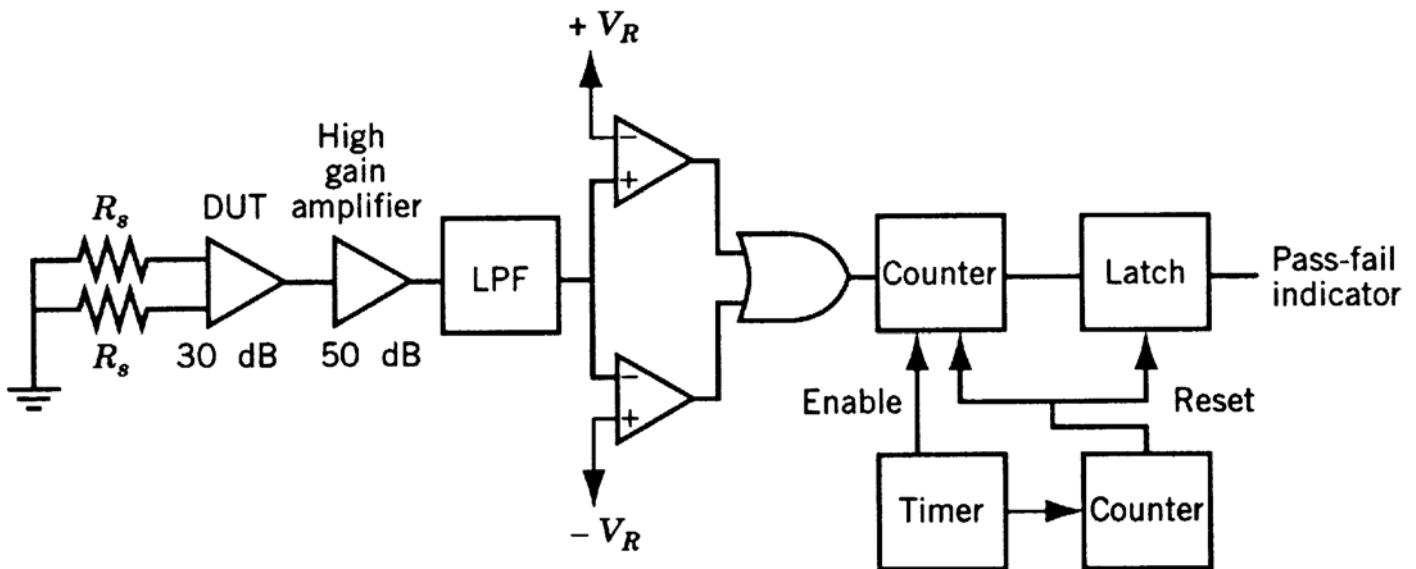 + V_R
High
gain
amplifier
DUT
R_s
R_s
30 dB
50 dB
LPF
−
+
−
+
− V_R
Counter
Latch
Pass-fail
indicator
Enable
Reset
Timer
Counter